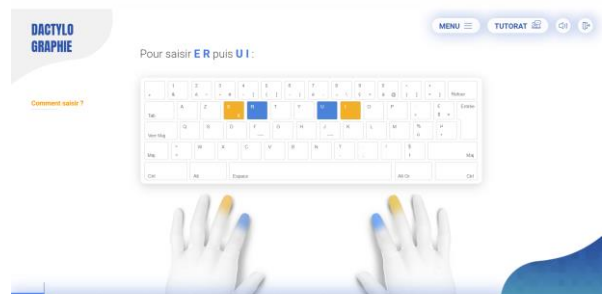 DACTYLO
GRAPHIE
MENU
TUTORAT
Pour saisir E R puis U I :
Comment saisir ?
Retour
A Z E R T Y U I O P
Tab
Entrée
Q S D F G H J K L M
Verr Maj
W X C V B N
Maj
Maj
Ctrl Alt Espace Alt Gr Ctrl